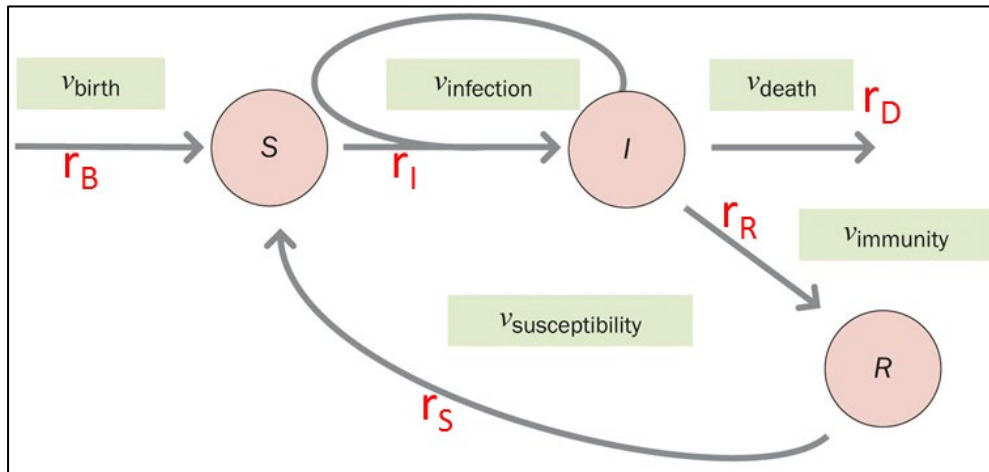 v_birth
v_infection
v_death
r_D
S
I
r_B
r_I
r_R
v_immunity
v_susceptibility
R
r_S